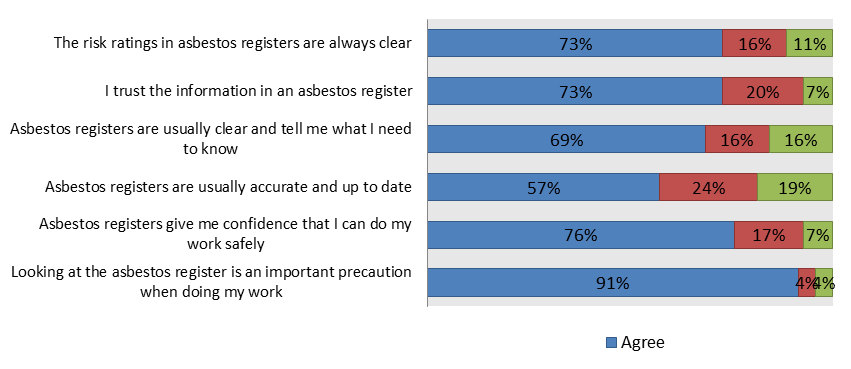 The risk ratings in asbestos registers are always clear
73%
16%
11%
I trust the information in an asbestos register
73%
20%
7%
Asbestos registers are usually clear and tell me what I need
to know
69%
16%
16%
Asbestos registers are usually accurate and up to date
57%
24%
19%
Asbestos registers give me confidence that I can do my
work safely
76%
17%
7%
Looking at the asbestos register is an important precaution
when doing my work
91%
4%
4%
Agree